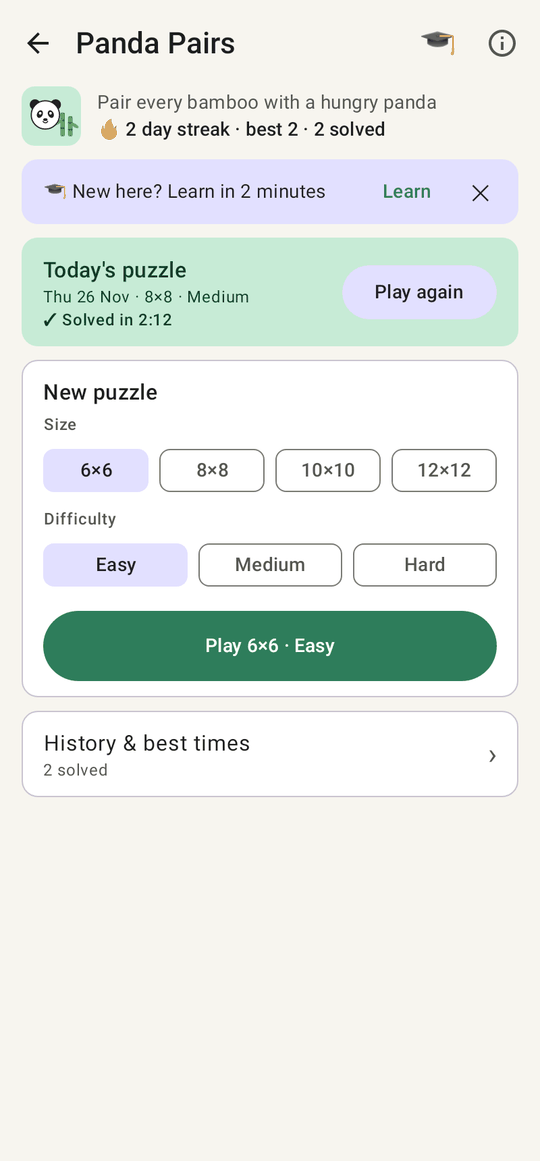 Panda Pairs
Pair every bamboo with a hungry panda
2 day streak · best 2 · 2 solved
New here? Learn in 2 minutes
Learn
Today's puzzle
Thu 26 Nov · 8×8 · Medium
✓ Solved in 2:12
Play again
New puzzle
Size
6×6
8×8
10×10
12×12
Difficulty
Easy
Medium
Hard
Play 6×6 · Easy
History & best times
2 solved